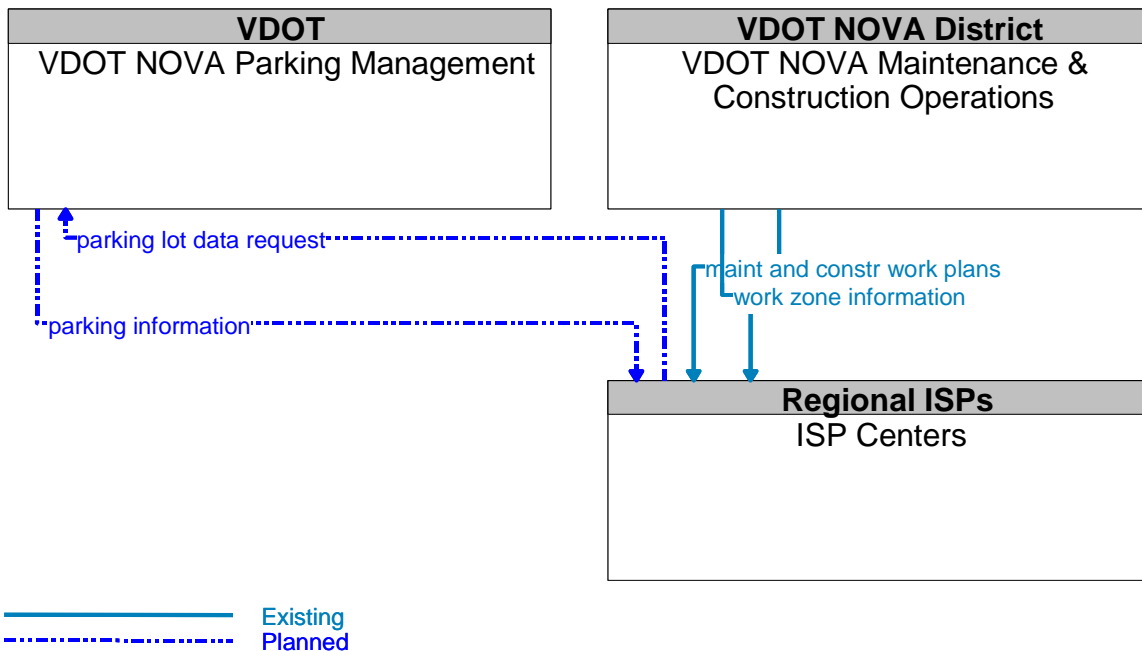 VDOT
VDOT NOVA Parking Management
VDOT NOVA District
VDOT NOVA Maintenance &
Construction Operations
parking lot data request
maint and constr work plans
work zone information
parking information
Regional ISPs
ISP Centers
Existing
Planned